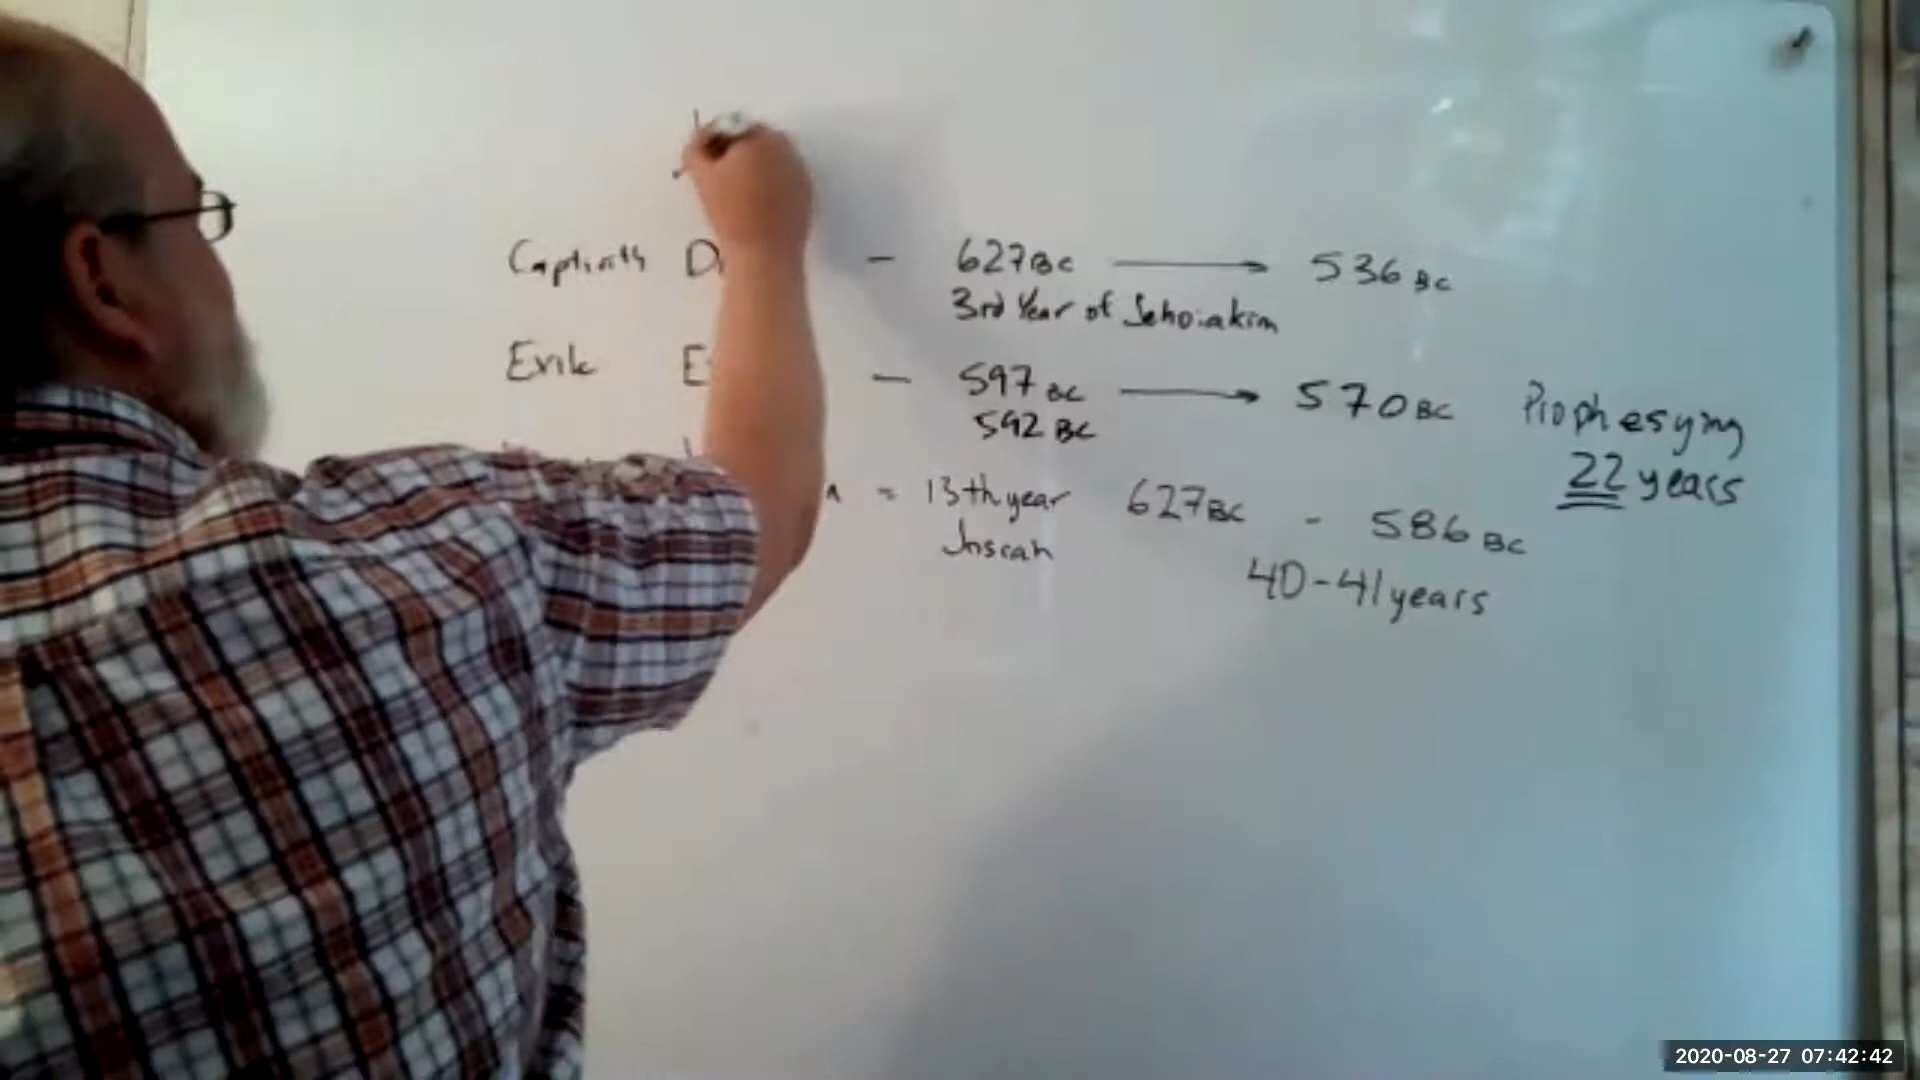 Captivity D - 627 BC → 536 BC
3rd Year of Jehoiakim
Exile E - 597 BC → 570 BC
592 BC
Prophesying
22 years
= 13th year 627 BC - 586 BC
Josiah
40-41 years
2020-08-27 07:42:42